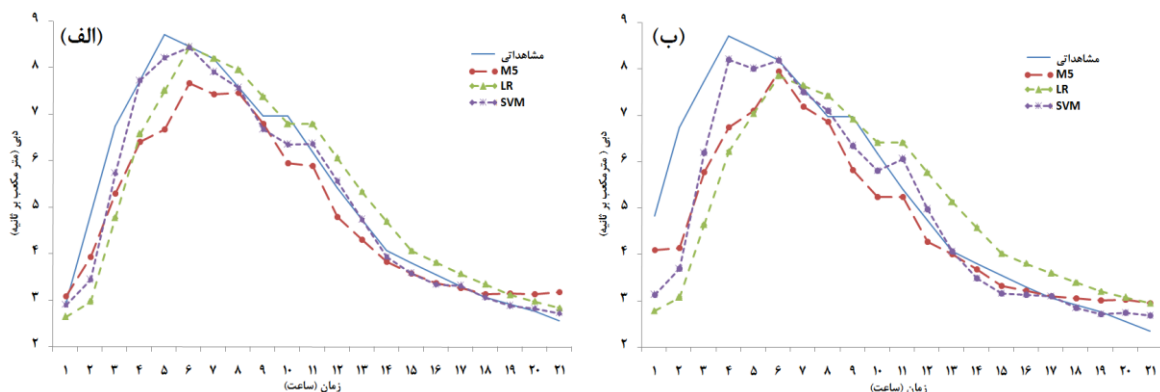 (الف)
دبی (متر مکعب بر ثانیه)
۹
۸
۷
۶
۵
۴
۳
۲
مشاهداتی
M5
LR
SVM
۱ ۲ ۳ ۴ ۵ ۶ ۷ ۸ ۹ ۱۰ ۱۱ ۱۲ ۱۳ ۱۴ ۱۵ ۱۶ ۱۷ ۱۸ ۱۹ ۲۰ ۲۱
زمان (ساعت)
(ب)
دبی ( متر مکعب بر ثانیه)
۹
۸
۷
۶
۵
۴
۳
۲
مشاهداتی
M5
LR
SVM
۱ ۲ ۳ ۴ ۵ ۶ ۷ ۸ ۹ ۱۰ ۱۱ ۱۲ ۱۳ ۱۴ ۱۵ ۱۶ ۱۷ ۱۸ ۱۹ ۲۰ ۲۱
زمان (ساعت)